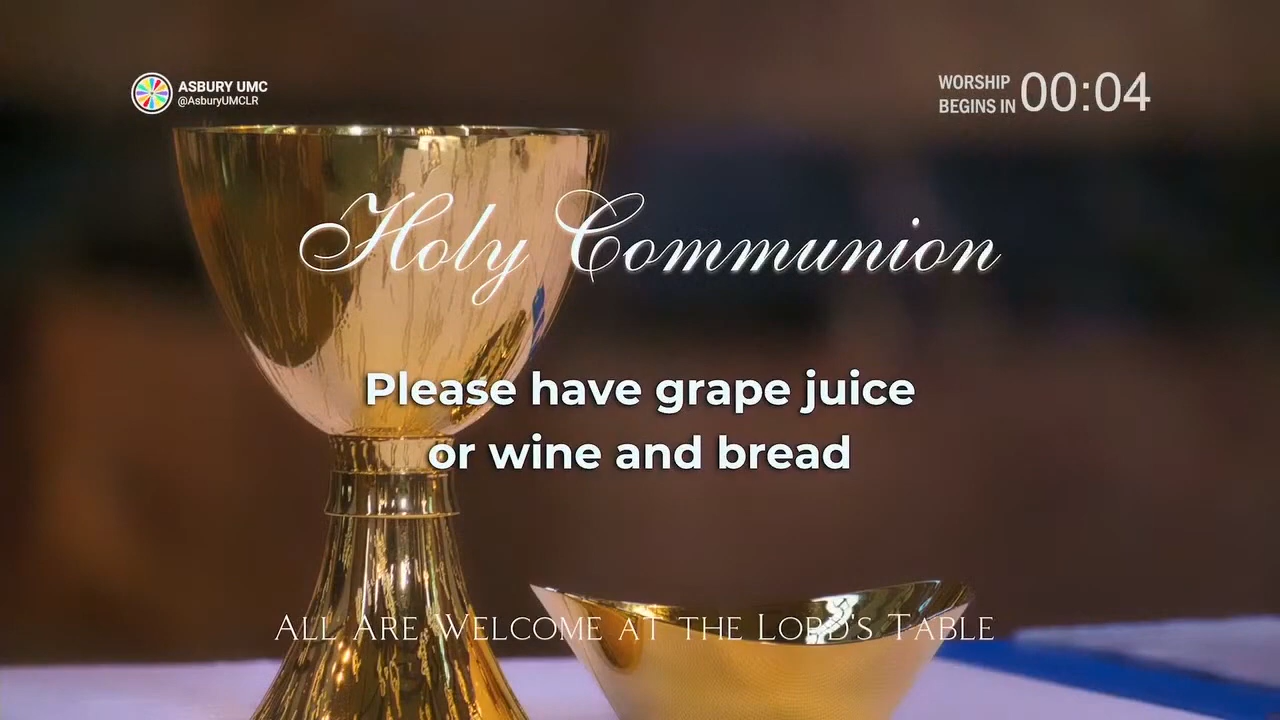 ASBURY UMC
@AsburyUMCLR
WORSHIP
BEGINS IN
00:04
Holy Communion
Please have grape juice
or wine and bread
All Are Welcome at the Lord's Table